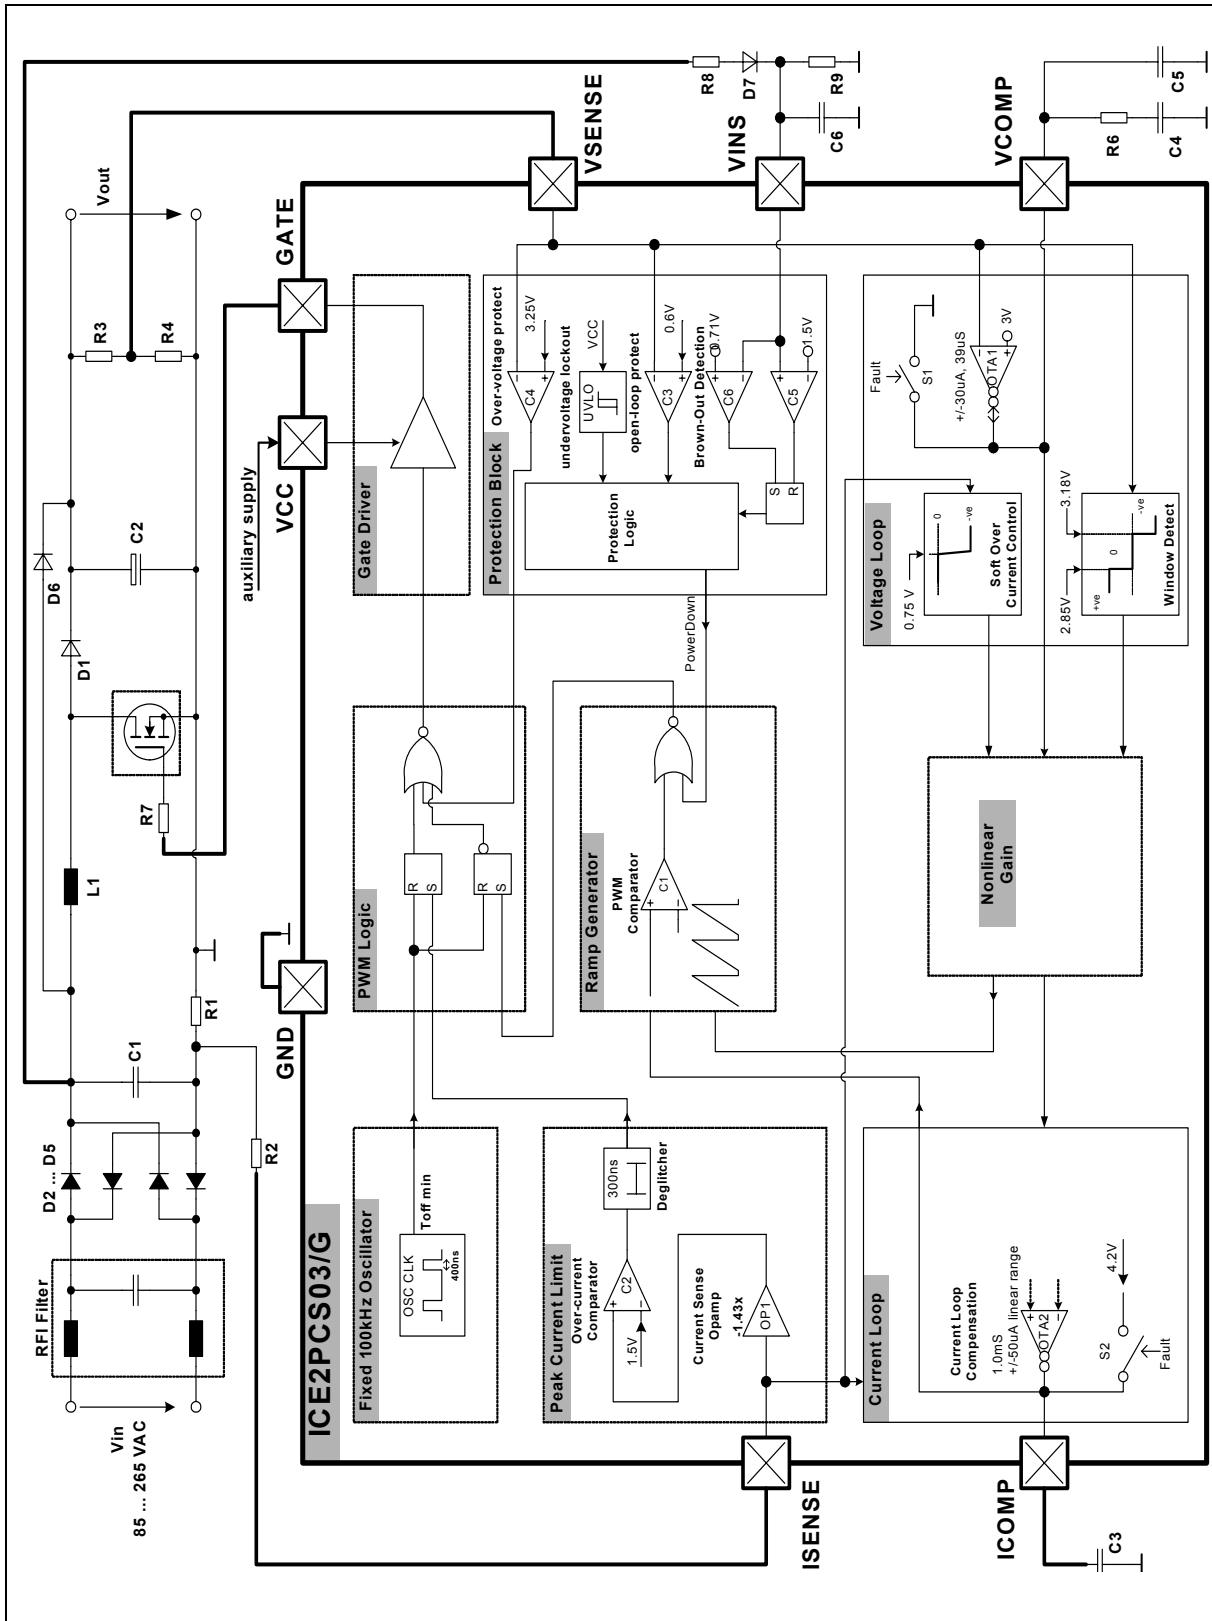 Vin
85 ... 265 VAC
RFI Filter
D2 ... D5
C1
R1
R2
L1
R7
D1
D6
C2
R3
R4
Vout
GND
auxiliary supply
VCC
GATE
VSENSE
R8
D7
R9
C6
VINS
VCOMP
R6
C4
C5
ISENSE
ICOMP
C3
ICE2PCS03/G
Fixed 100kHz Oscillator
OSC CLK
400ns
Toff min
PWM Logic
R
S
R
S
Gate Driver
Peak Current Limit
Over-current
Comparator
C2
1.5V
300ns
Deglitcher
Current Sense
Opamp
-1.43x
OP1
Ramp Generator
PWM
Comparator
C1
PowerDown
Protection Block
Over-voltage protect
C4
3.25V
undervoltage lockout
UVLO
VCC
open-loop protect
C3
0.6V
Brown-Out Detection
C6
0.71V
C5
1.5V
S
R
Protection
Logic
Current Loop
Current Loop
Compensation
1.0mS
+/-50uA linear range
OTA2
4.2V
S2
Fault
Nonlinear
Gain
Voltage Loop
0.75 V
0
-ve
Soft Over
Current Control
Fault
S1
+/-30uA, 39uS
OTA1
3V
2.85V
3.18V
+ve
0
-ve
Window Detect